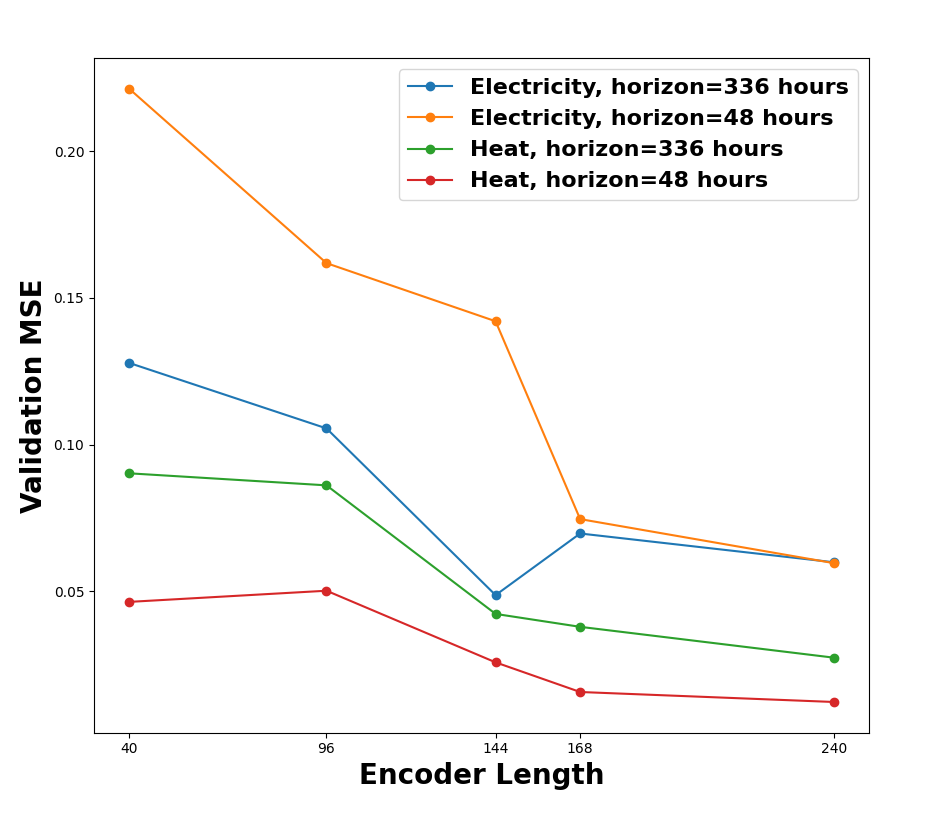 Electricity, horizon=336 hours
Electricity, horizon=48 hours
Heat, horizon=336 hours
Heat, horizon=48 hours
0.20
0.15
0.10
0.05
Validation MSE
40 96 144 168 240
Encoder Length